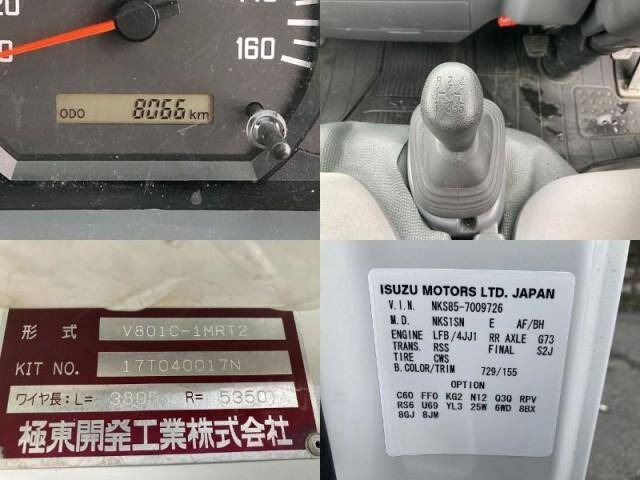 160
ODO 8066 km
形式 V801C-1MRT2
KIT NO. 17T040017N
ワイヤ長：L= 3895 R= 5350
極東開発工業株式会社
ISUZU MOTORS LTD. JAPAN
V.I.N. NKS85-7009726
M.D. NKS1SN E AF/BH
ENGINE LFB/4JJ1 RR AXLE G73
TRANS. RSS FINAL S2J
TIRE CWS
B.COLOR/TRIM 729/155
OPTION
C60 FF0 KG2 N12 Q3Q RPV
RS6 U69 YL3 25W 6WD 8BX
8GJ 8JM